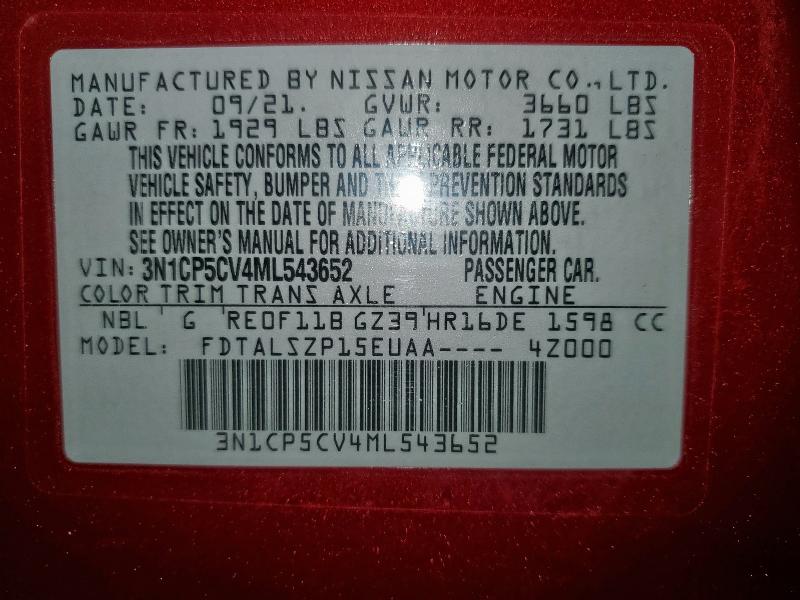 MANUFACTURED BY NISSAN MOTOR CO., LTD.
DATE: 09/21. GVWR: 3660 LBS
GAWR FR: 1929 LBS GAWR RR: 1731 LBS
THIS VEHICLE CONFORMS TO ALL APPLICABLE FEDERAL MOTOR
VEHICLE SAFETY, BUMPER AND PREVENTION STANDARDS
IN EFFECT ON THE DATE OF MANUFACTURE SHOWN ABOVE.
SEE OWNER'S MANUAL FOR ADDITIONAL INFORMATION.
VIN: 3N1CP5CV4ML543652 PASSENGER CAR.
COLOR TRIM TRANS AXLE ENGINE
NBL ' G 'RE0F11B GZ39'HR16DE 1598 CC
MODEL: FDTALSZP15EUAA---- 4Z000
3N1CP5CV4ML543652